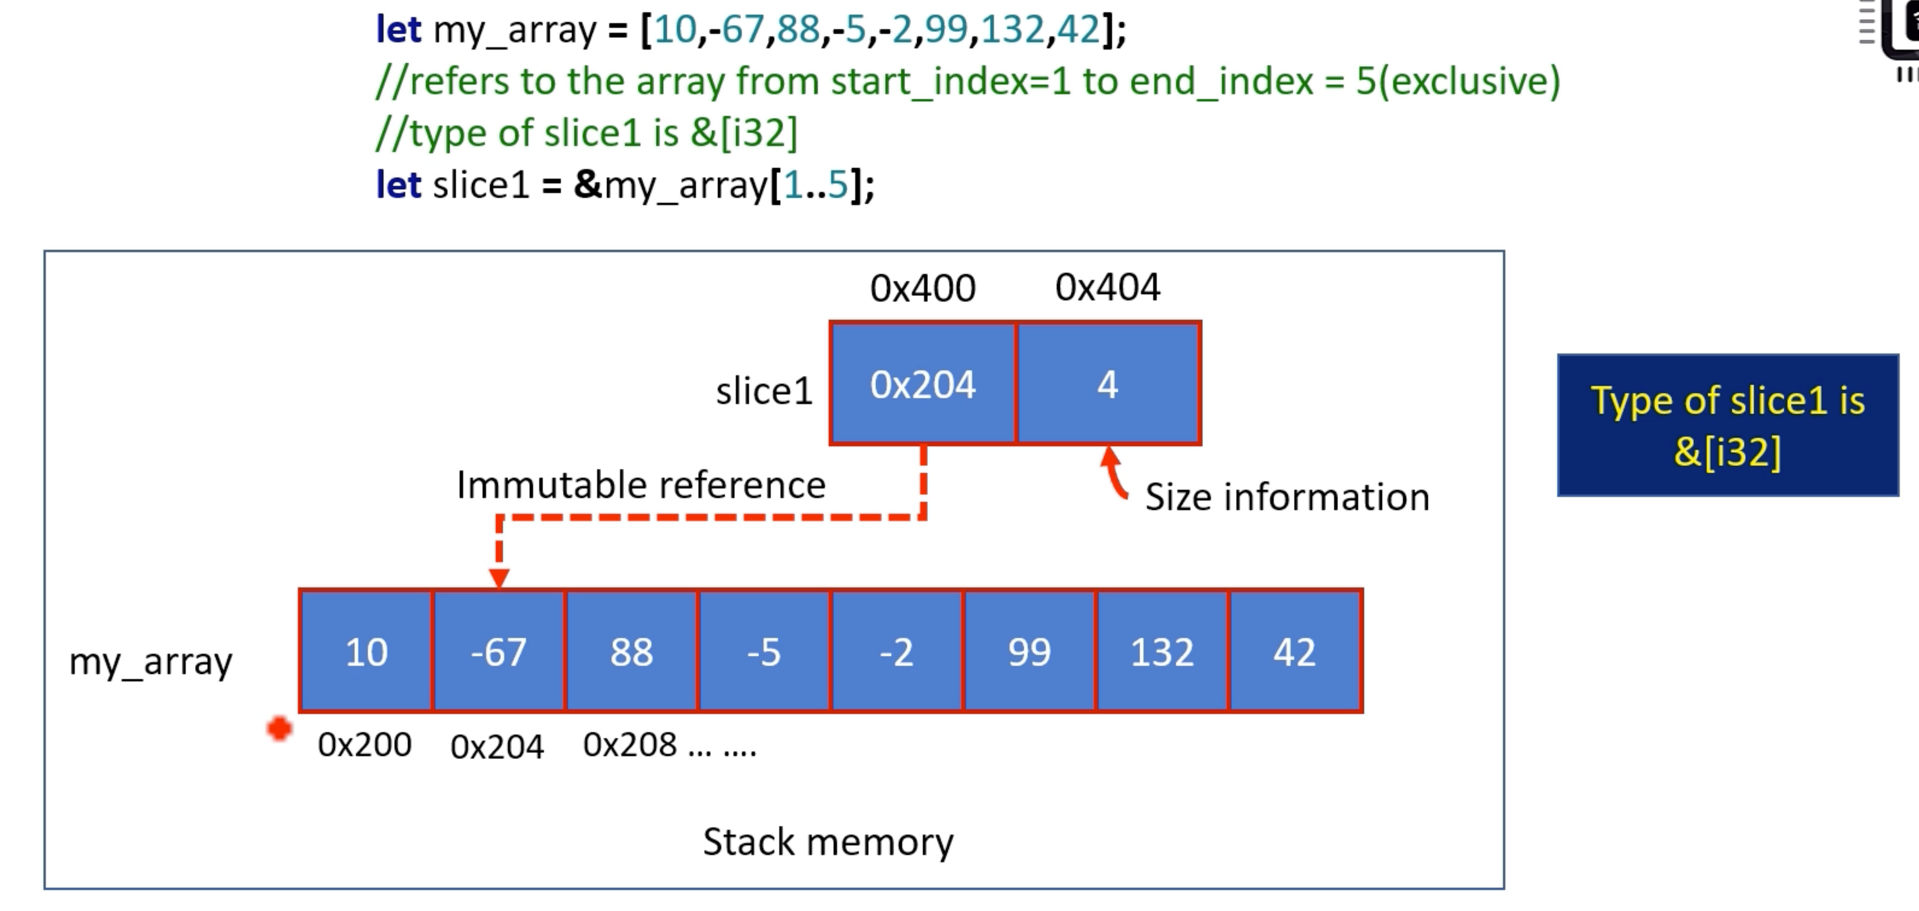 let my_array = [10,-67,88,-5,-2,99,132,42];
//refers to the array from start_index=1 to end_index = 5(exclusive)
//type of slice1 is &[i32]
let slice1 = &my_array[1..5];
0x400 0x404
slice1 0x204 4
Type of slice1 is
&[i32]
Immutable reference
Size information
my_array 10 -67 88 -5 -2 99 132 42
0x200 0x204 0x208 ... ....
Stack memory